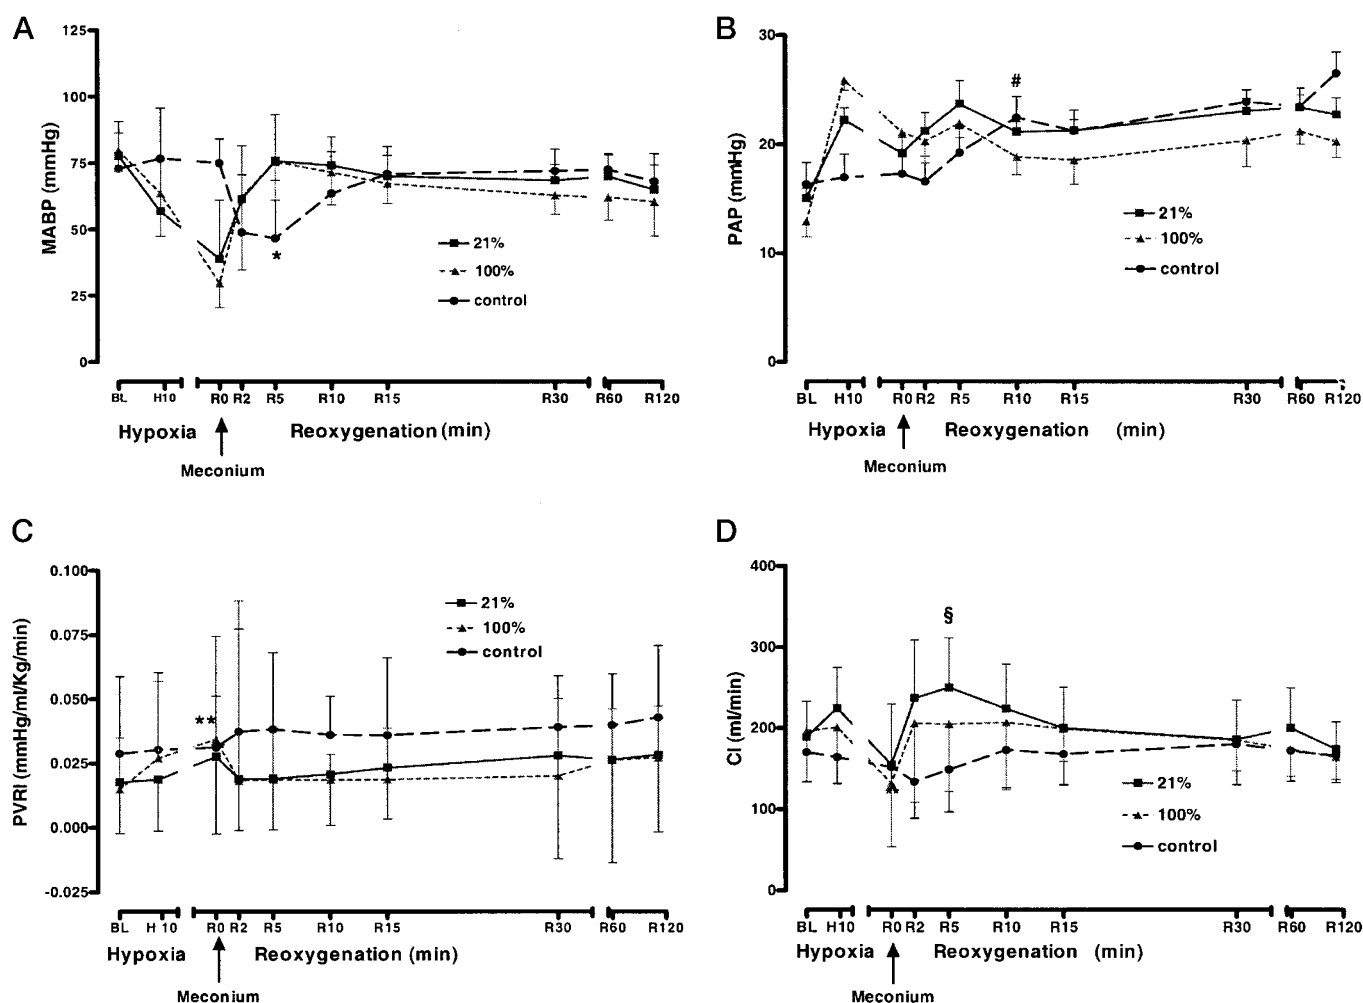 A
125
100
75
50
25
0
MABP (mmHg)
*
21%
100%
control
BL H10 R0 R2 R5 R10 R15 R30 R60 R120
Hypoxia Reoxygenation (min)
Meconium
B
30
20
10
0
PAP (mmHg)
#
21%
100%
control
BL H10 R0 R2 R5 R10 R15 R30 R60 R120
Hypoxia Reoxygenation (min)
Meconium
C
0.100
0.075
0.050
0.025
0.000
-0.025
PVRI (mmHg/ml/Kg/min)
**
21%
100%
control
BL H 10 R0 R2 R5 R10 R15 R30 R60 R120
Hypoxia Reoxygenation (min)
Meconium
D
400
300
200
100
0
CI (ml/min)
§
**
21%
100%
control
BL H10 R0 R2 R5 R10 R15 R30 R60 R120
Hypoxia Reoxygenation (min)
Meconium